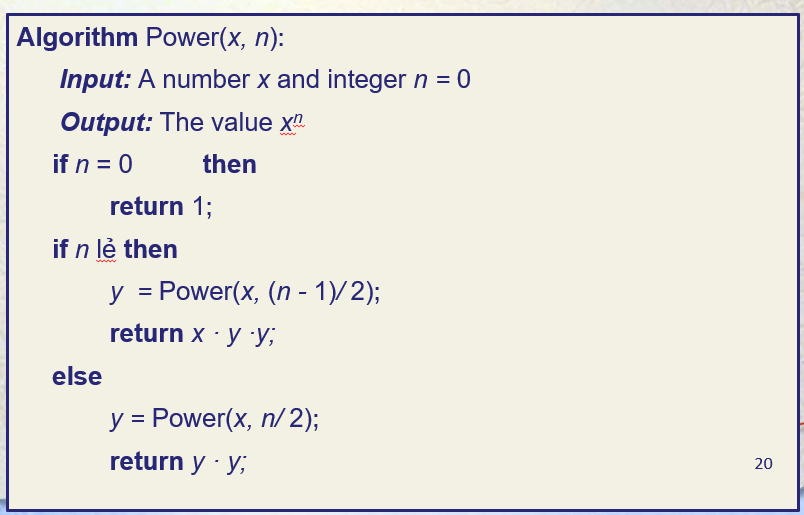 Algorithm Power(x, n):
Input: A number x and integer n = 0
Output: The value xⁿ
if n = 0 then
return 1;
if n lẻ then
y = Power(x, (n - 1)/ 2);
return x · y ·y;
else
y = Power(x, n/ 2);
return y · y;
20